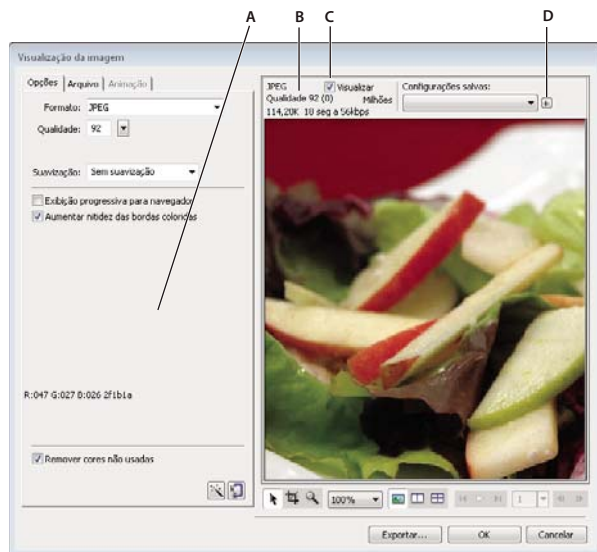 A B C D
Visualização da imagem
Opções Arquivo Animação
Formato: JPEG
Qualidade: 92
Suavização: Sem suavização
Exibição progressiva para navegador
Aumentar nitidez das bordas coloridas
R:047 G:027 B:026 2f1b1a
Remover cores não usadas
JPEG Visualizar Configurações salvas:
Qualidade 92 (0) Milhões
114,20K 18 seg a 56kbps
100% 1
Exportar... OK Cancelar